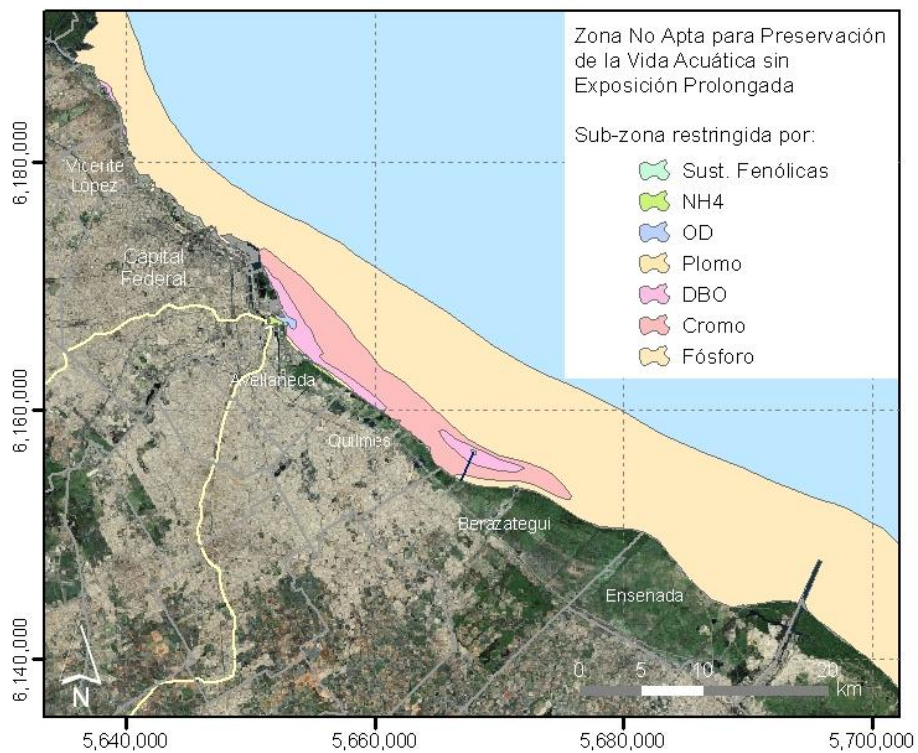 Zona No Apta para Preservación
de la Vida Acuática sin
Exposición Prolongada
Sub-zona restringida por:
Sust. Fenólicas
NH4
OD
Plomo
DBO
Cromo
Fósforo
6,180,000
6,160,000
6,140,000
Vicente
López
Capital
Federal
Avellaneda
Quilmes
Berazategui
Ensenada
N
0 5 10 20
km
5,640,000 5,660,000 5,680,000 5,700,000